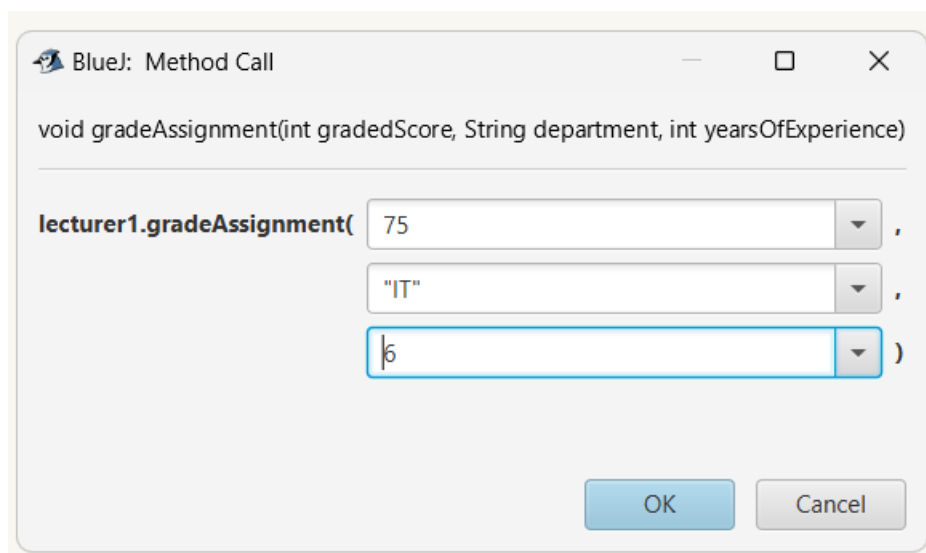 BlueJ: Method Call
void gradeAssignment(int gradedScore, String department, int yearsOfExperience)
lecturer1.gradeAssignment( 75 ,
"IT" ,
6 )
OK Cancel